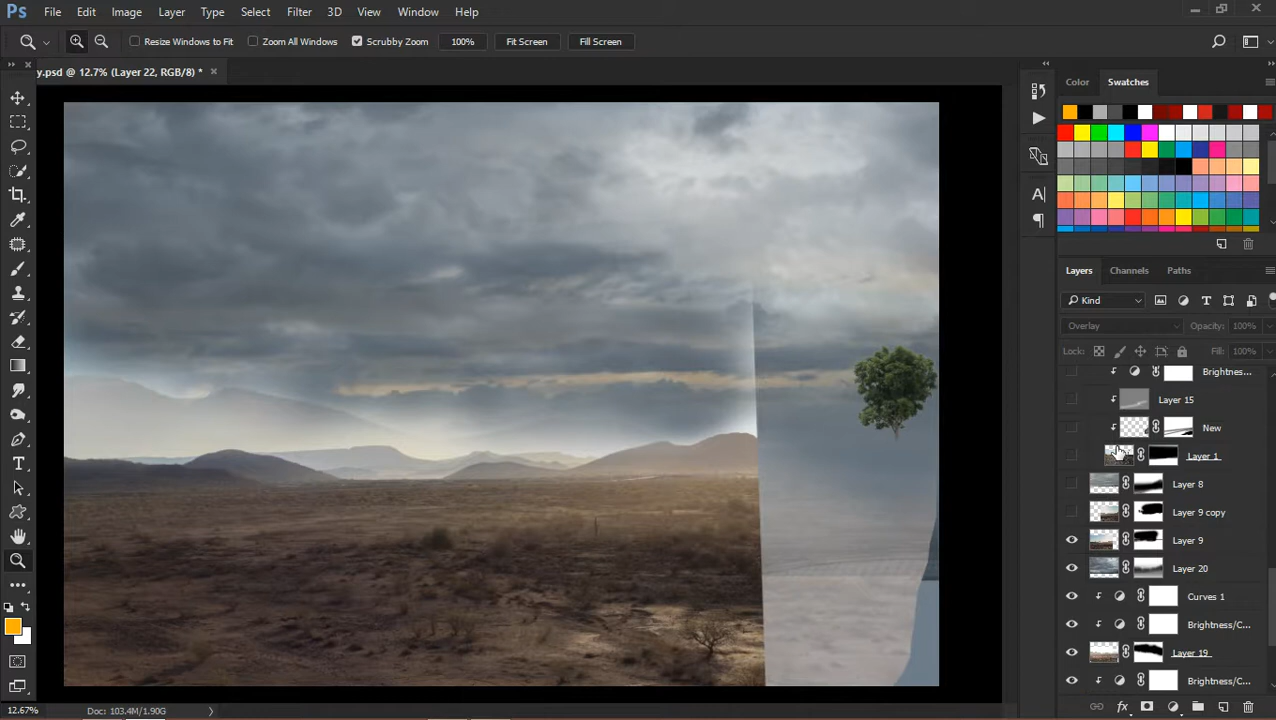 Ps File Edit Image Layer Type Select Filter 3D View Window Help
Resize Windows to Fit Zoom All Windows Scrubby Zoom 100% Fit Screen Fill Screen
y.psd @ 12.7% (Layer 22, RGB/8) *
Color Swatches
Layers Channels Paths
Kind
Overlay Opacity: 100%
Lock: Fill: 100%
Brightnes...
Layer 15
New
Layer 1
Layer 8
Layer 9 copy
Layer 9
Layer 20
Curves 1
Brightness/C...
Layer 19
Brightness/C...
12.67% Doc: 103.4M/1.90G